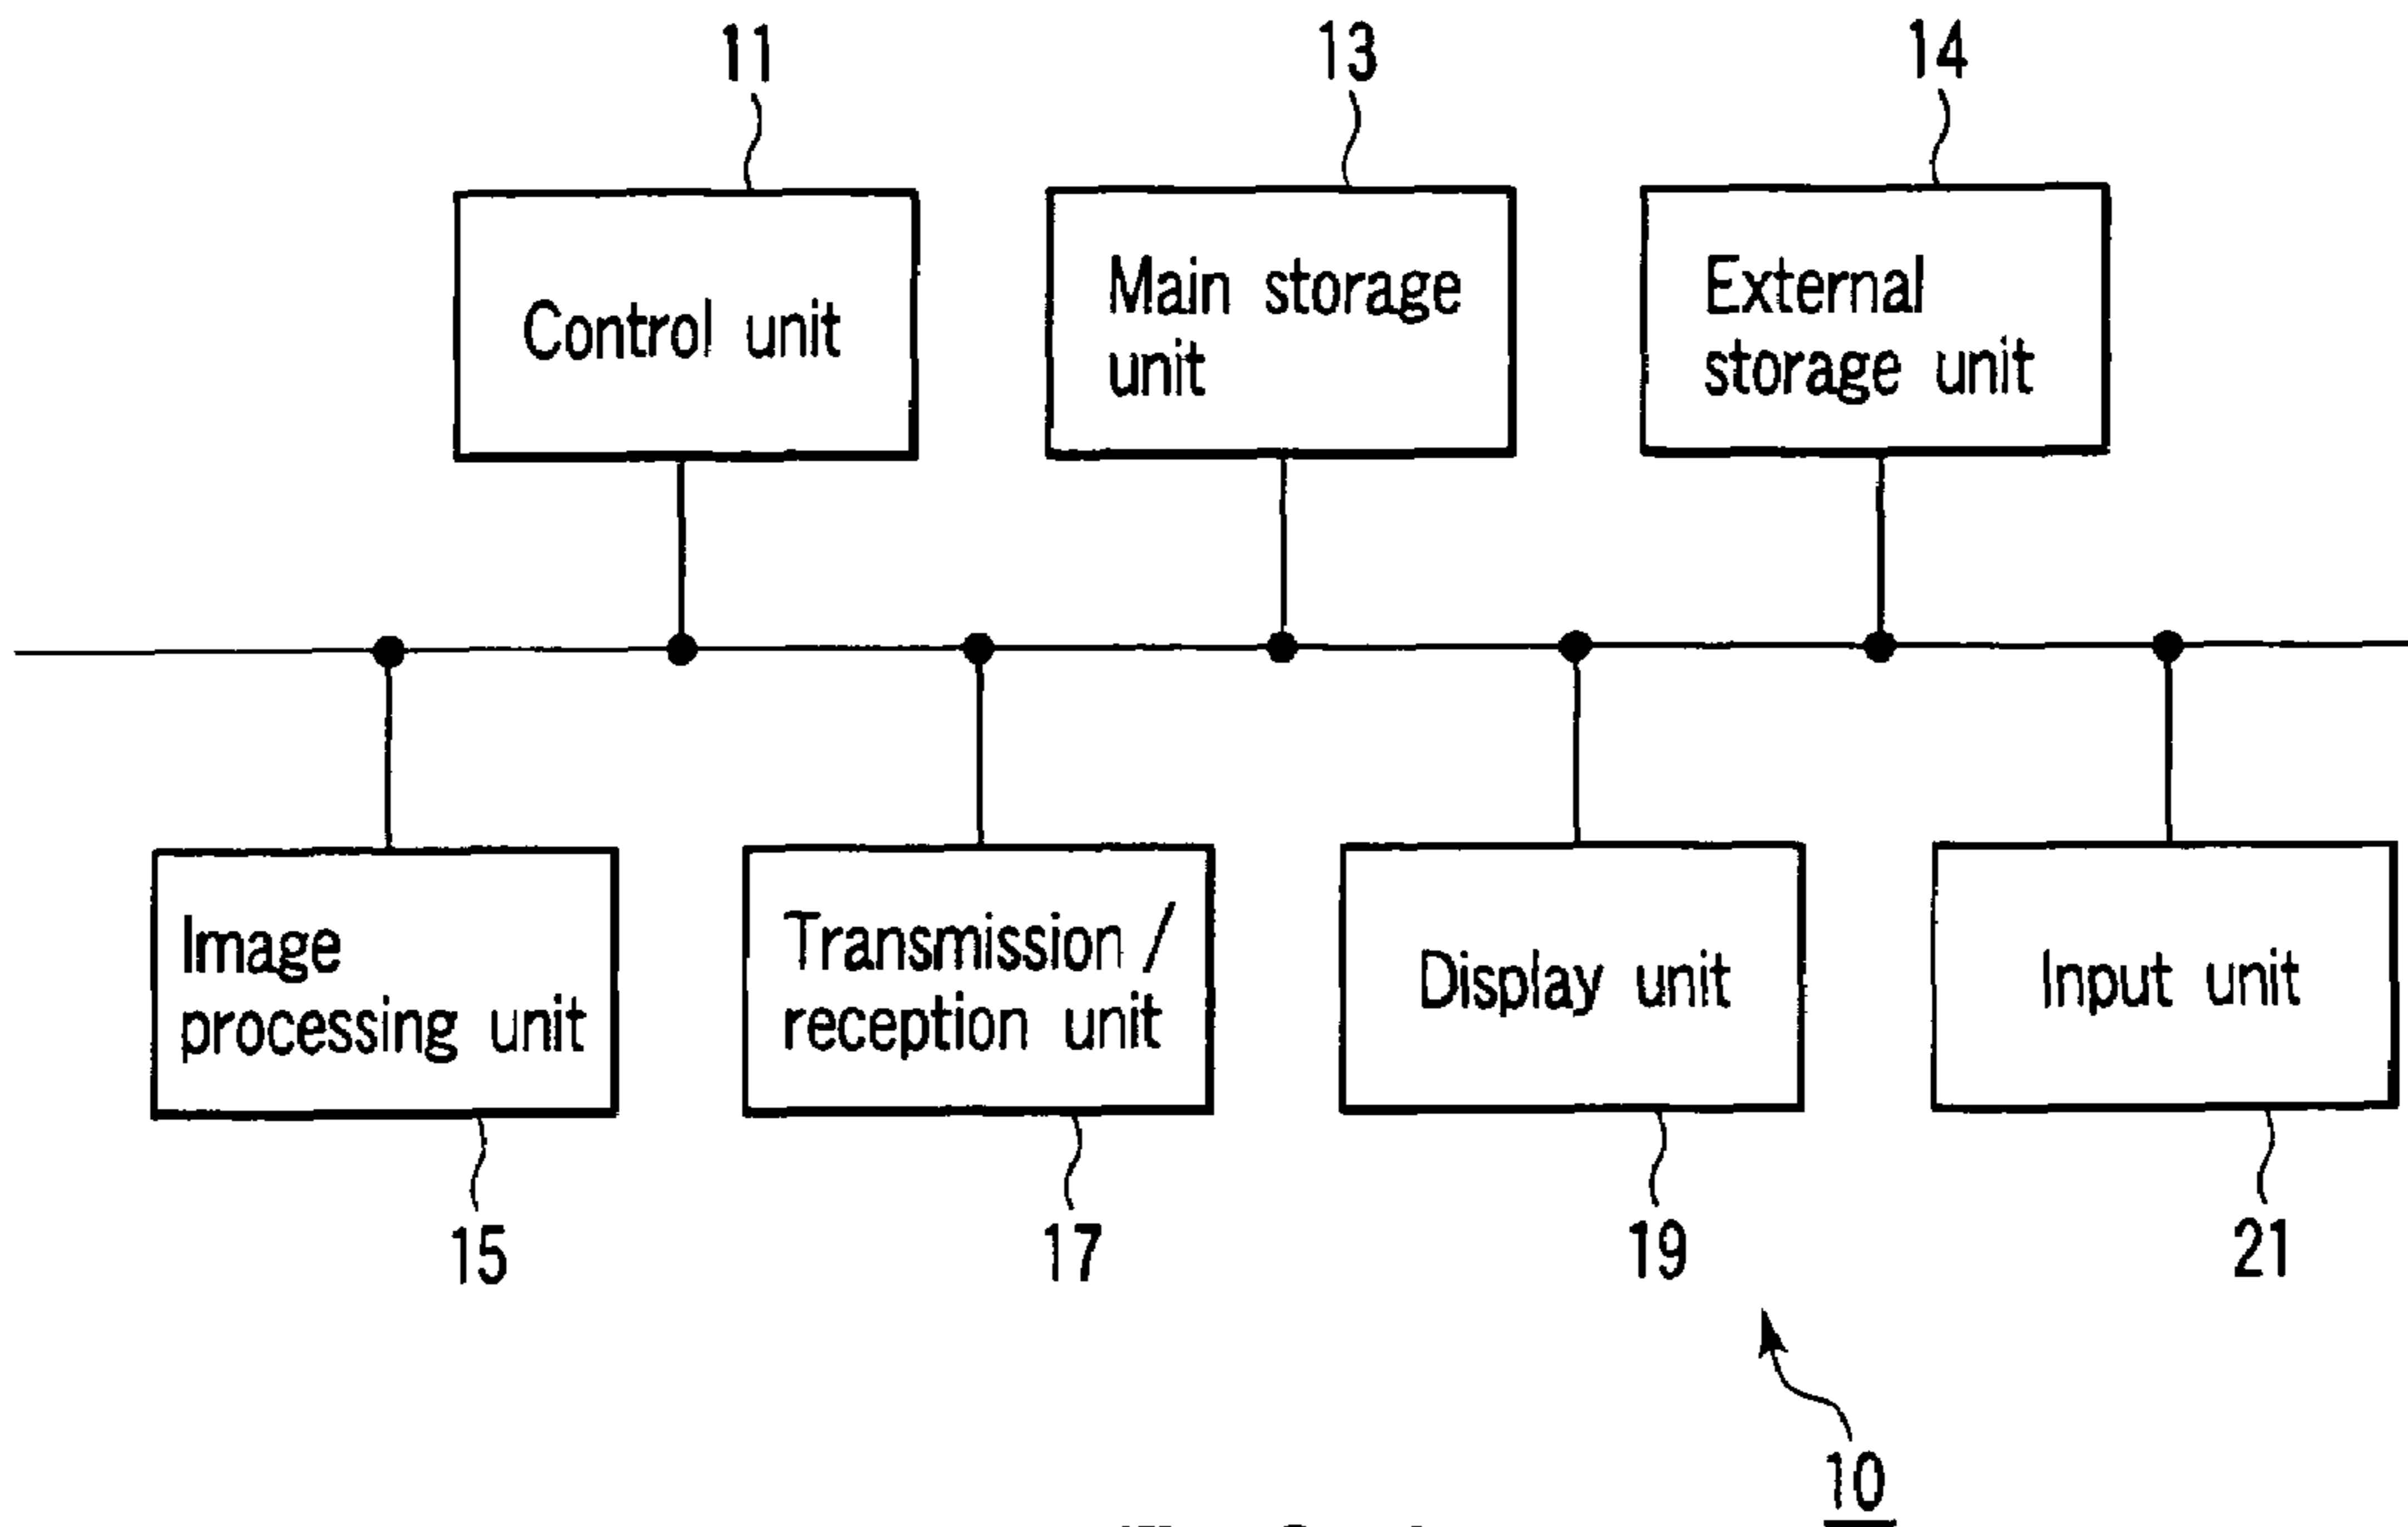 11
13
14
Control unit
Main storage
unit
External
storage unit
Image
processing unit
Transmission /
reception unit
Display unit
Input unit
15
17
19
21
10